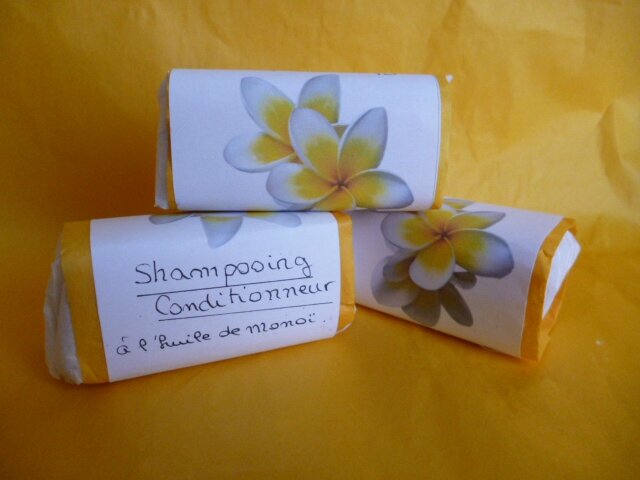 Shampooing
Conditionneur
à l'huile de monoï.